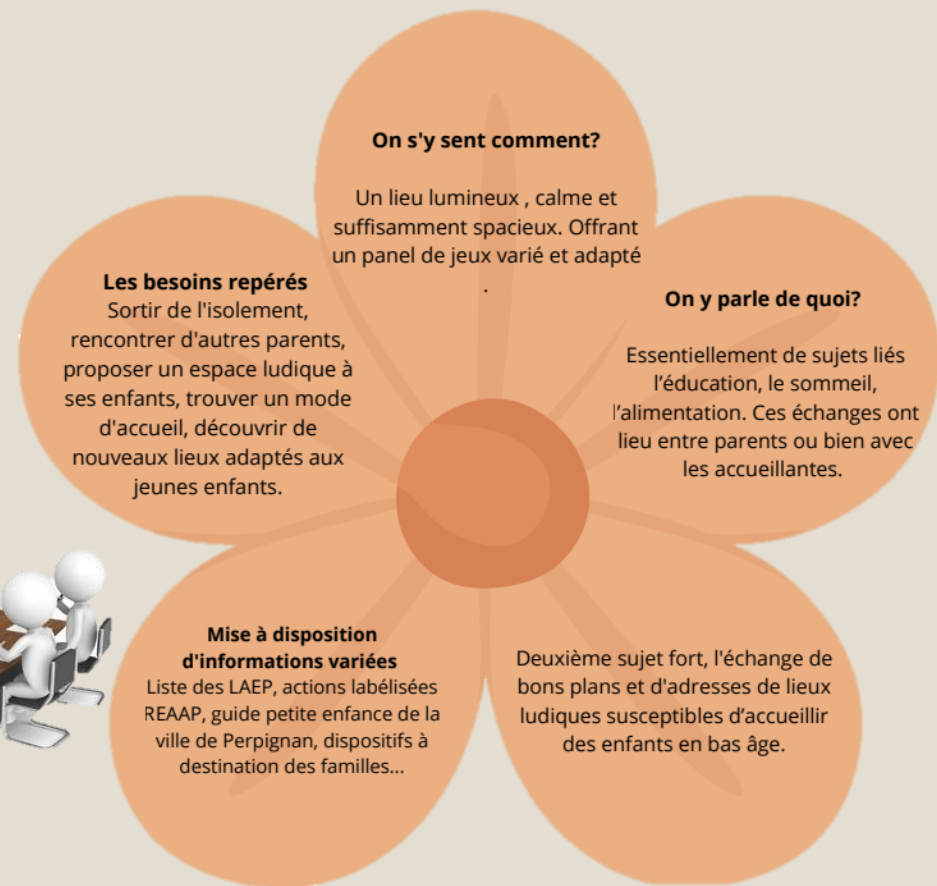 On s'y sent comment?
Un lieu lumineux , calme et
suffisamment spacieux. Offrant
un panel de jeux varié et adapté
.
Les besoins repérés
Sortir de l'isolement,
rencontrer d'autres parents,
proposer un espace ludique à
ses enfants, trouver un mode
d'accueil, découvrir de
nouveaux lieux adaptés aux
jeunes enfants.
On y parle de quoi?
Essentiellement de sujets liés
l’éducation, le sommeil,
l’alimentation. Ces échanges ont
lieu entre parents ou bien avec
les accueillantes.
Mise à disposition
d'informations variées
Liste des LAEP, actions labélisées
REAAP, guide petite enfance de la
ville de Perpignan, dispositifs à
destination des familles...
Deuxième sujet fort, l'échange de
bons plans et d'adresses de lieux
ludiques susceptibles d’accueillir
des enfants en bas âge.